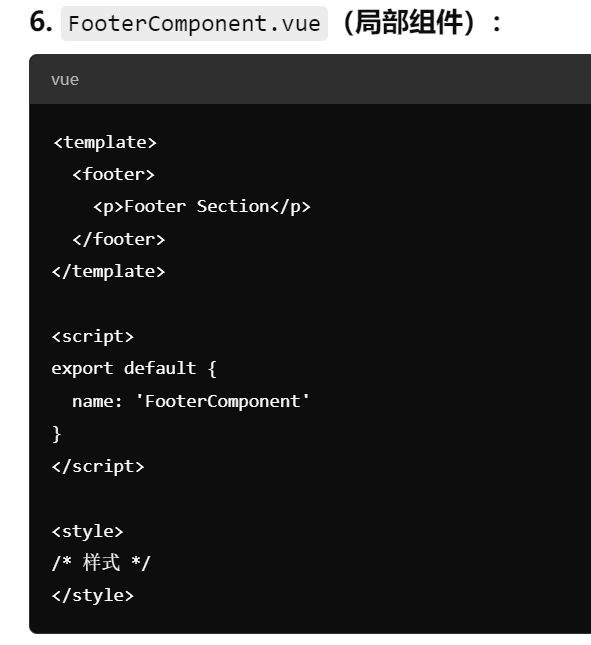 6. FooterComponent.vue（局部组件）：
vue
<template>
  <footer>
    <p>Footer Section</p>
  </footer>
</template>

<script>
export default {
  name: 'FooterComponent'
}
</script>

<style>
/* 样式 */
</style>